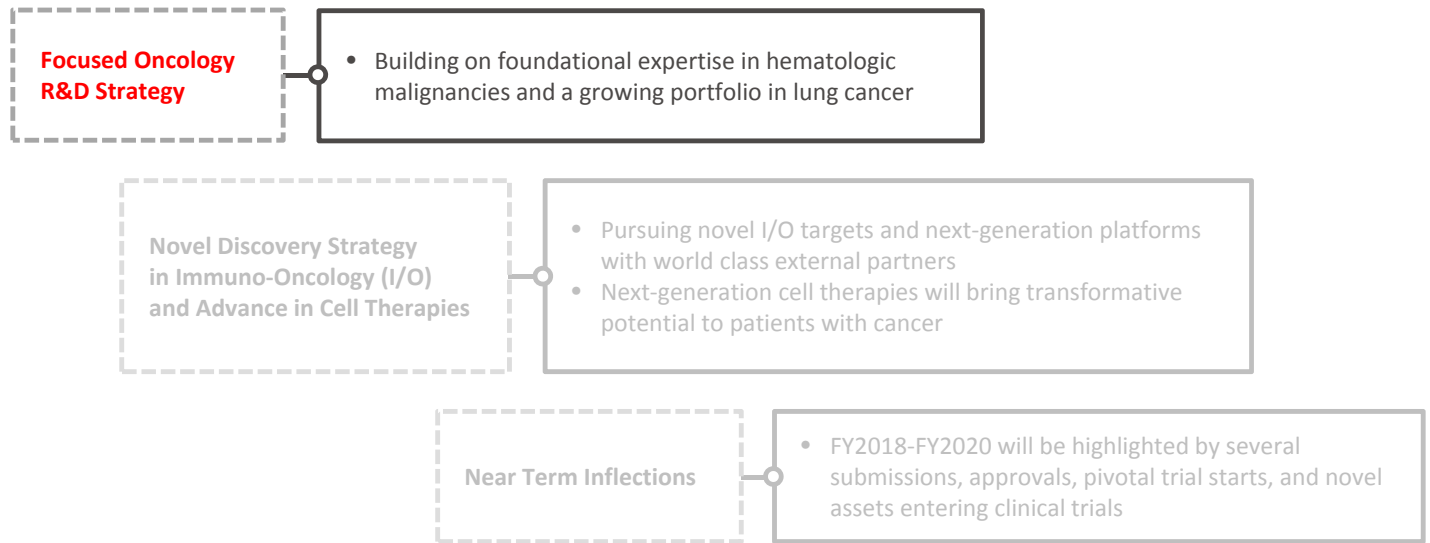 Focused Oncology
R&D Strategy
• Building on foundational expertise in hematologic
malignancies and a growing portfolio in lung cancer
Novel Discovery Strategy
in Immuno-Oncology (I/O)
and Advance in Cell Therapies
• Pursuing novel I/O targets and next-generation platforms
with world class external partners
• Next-generation cell therapies will bring transformative
potential to patients with cancer
Near Term Inflections
• FY2018-FY2020 will be highlighted by several
submissions, approvals, pivotal trial starts, and novel
assets entering clinical trials